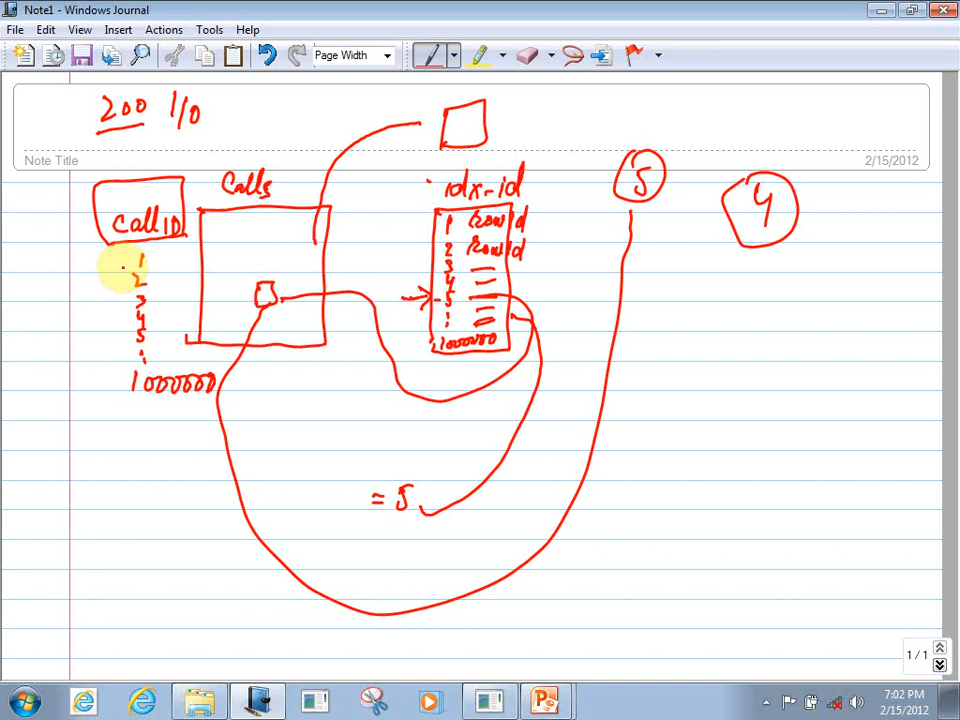 Note1 - Windows Journal
File Edit View Insert Actions Tools Help
Page Width
200 I/O
Note Title
2/15/2012
Calls
CallID
1
2
3
4
5
1000000
idx-id
1 rowid
2 rowid
3
4
5
1000000
5
4
= 5
1 / 1
7:02 PM
2/15/2012